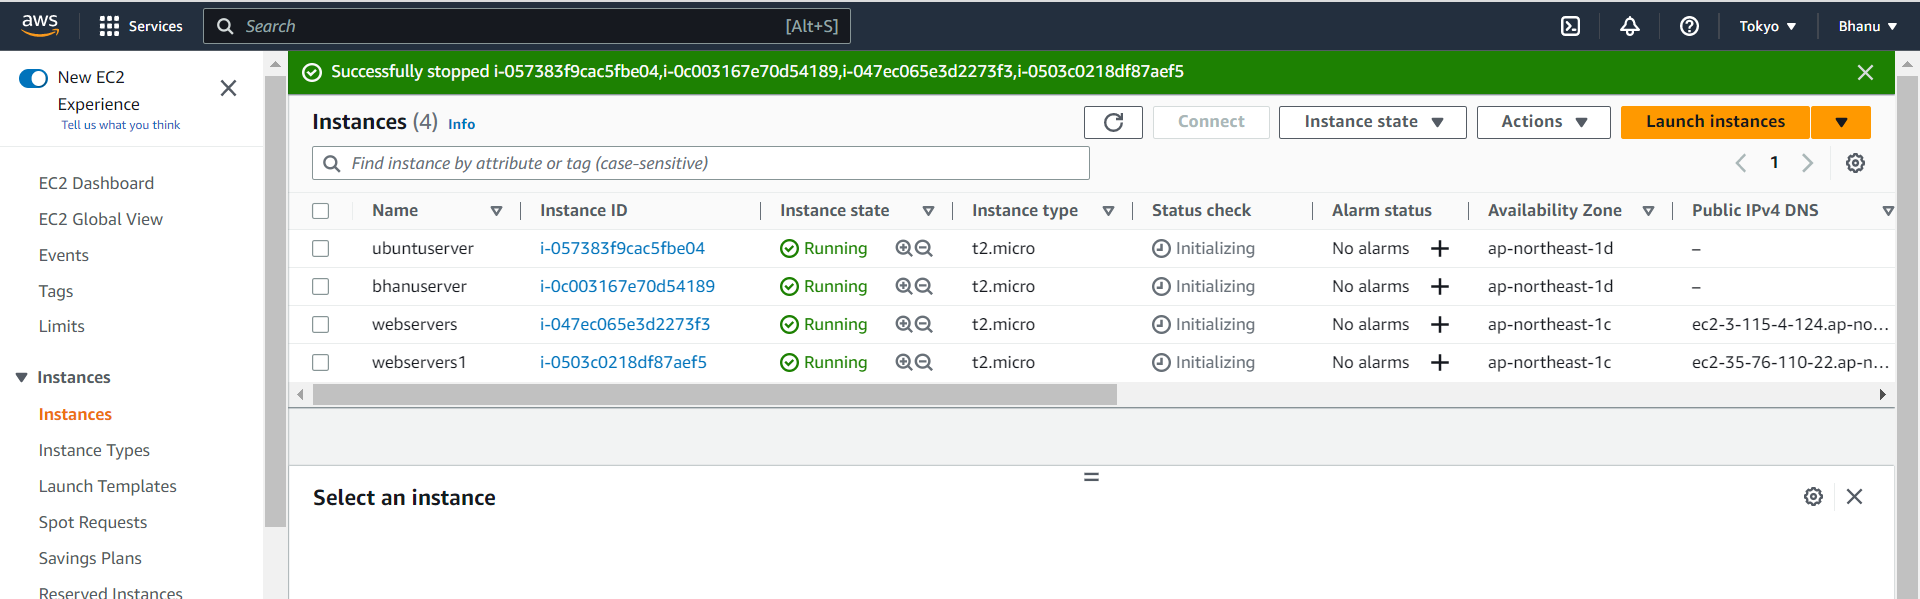 aws Services Search [Alt+S] Tokyo Bhanu
New EC2
Experience
Tell us what you think
EC2 Dashboard
EC2 Global View
Events
Tags
Limits
Instances
Instances
Instance Types
Launch Templates
Spot Requests
Savings Plans
Reserved Instances
Successfully stopped i-057383f9cac5fbe04,i-0c003167e70d54189,i-047ec065e3d2273f3,i-0503c0218df87aef5
Instances (4) Info Connect Instance state Actions Launch instances
Find instance by attribute or tag (case-sensitive) 1
Name Instance ID Instance state Instance type Status check Alarm status Availability Zone Public IPv4 DNS
ubuntuserver i-057383f9cac5fbe04 Running t2.micro Initializing No alarms + ap-northeast-1d –
bhanuserver i-0c003167e70d54189 Running t2.micro Initializing No alarms + ap-northeast-1d –
webservers i-047ec065e3d2273f3 Running t2.micro Initializing No alarms + ap-northeast-1c ec2-3-115-4-124.ap-no...
webservers1 i-0503c0218df87aef5 Running t2.micro Initializing No alarms + ap-northeast-1c ec2-35-76-110-22.ap-n...
Select an instance